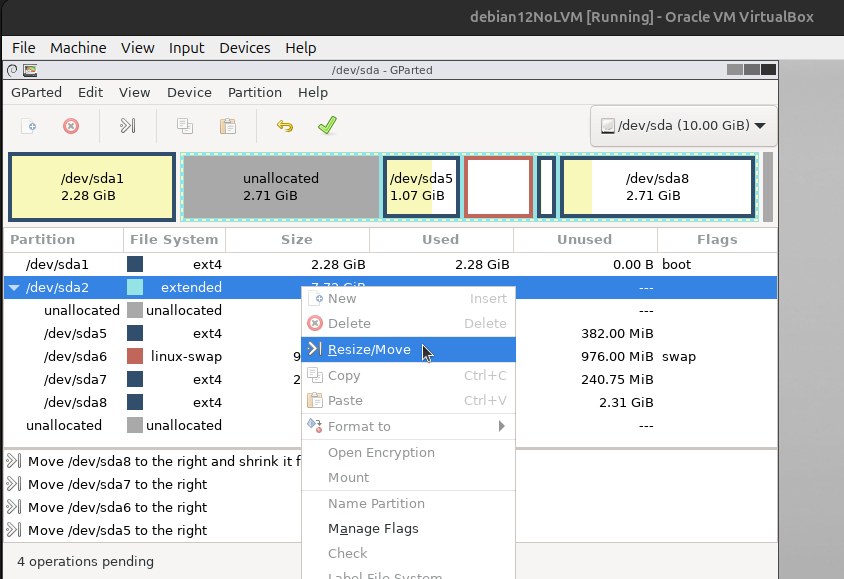 debian12NoLVM [Running] - Oracle VM VirtualBox
File Machine View Input Devices Help
/dev/sda - GParted
GParted Edit View Device Partition Help
/dev/sda (10.00 GiB)
/dev/sda1
2.28 GiB
unallocated
2.71 GiB
/dev/sda5
1.07 GiB
/dev/sda8
2.71 GiB
Partition File System Size Used Unused Flags
/dev/sda1 ext4 2.28 GiB 2.28 GiB 0.00 B boot
/dev/sda2 extended 7.72 GiB --- ---
unallocated unallocated ---
/dev/sda5 ext4 382.00 MiB
/dev/sda6 linux-swap 9 976.00 MiB swap
/dev/sda7 ext4 2 240.75 MiB
/dev/sda8 ext4 2.31 GiB
unallocated unallocated ---
New Insert
Delete Delete
Resize/Move
Copy Ctrl+C
Paste Ctrl+V
Format to
Open Encryption
Mount
Name Partition
Manage Flags
Check
Label File System
Move /dev/sda8 to the right and shrink it f
Move /dev/sda7 to the right
Move /dev/sda6 to the right
Move /dev/sda5 to the right
4 operations pending